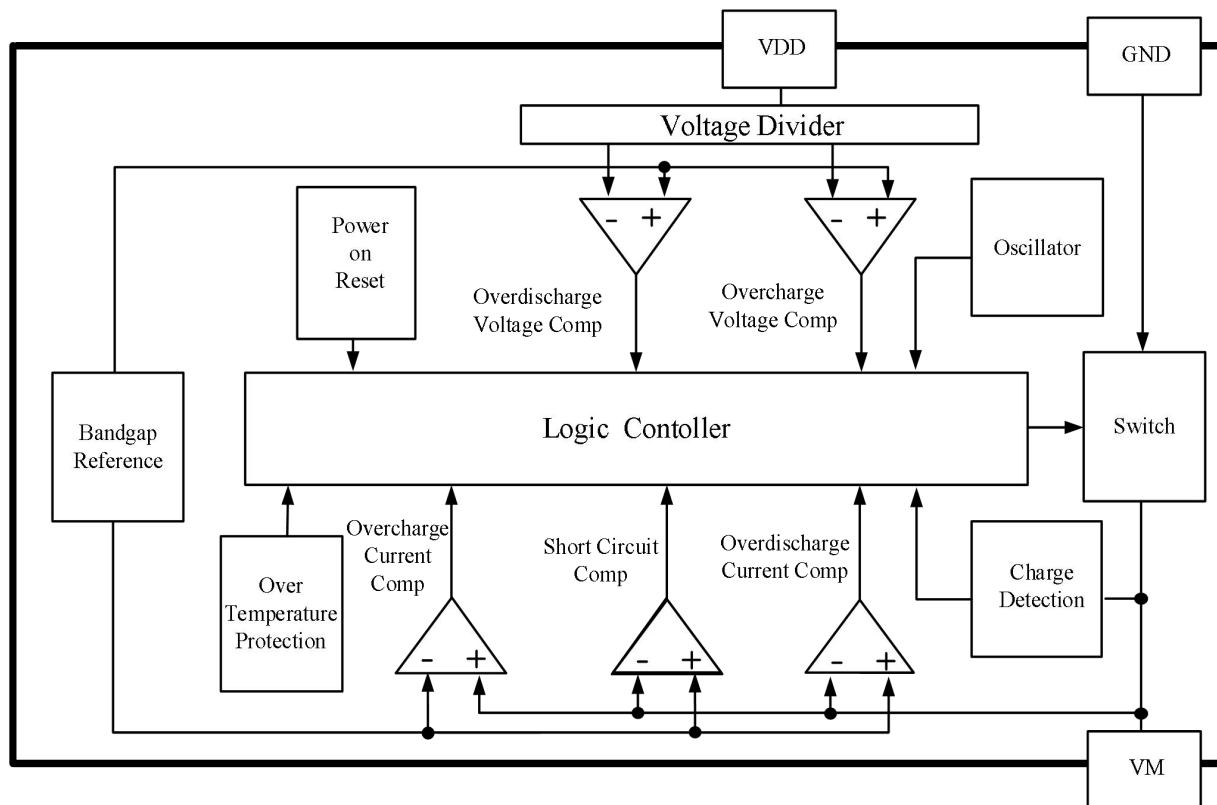 VDD
GND
Voltage Divider
Power
on
Reset
- +
- +
Oscillator
Overdischarge
Voltage Comp
Overcharge
Voltage Comp
Bandgap
Reference
Logic Contoller
Switch
Over
Temperature
Protection
Overcharge
Current
Comp
Short Circuit
Comp
Overdischarge
Current Comp
Charge
Detection
- +
- +
- +
VM